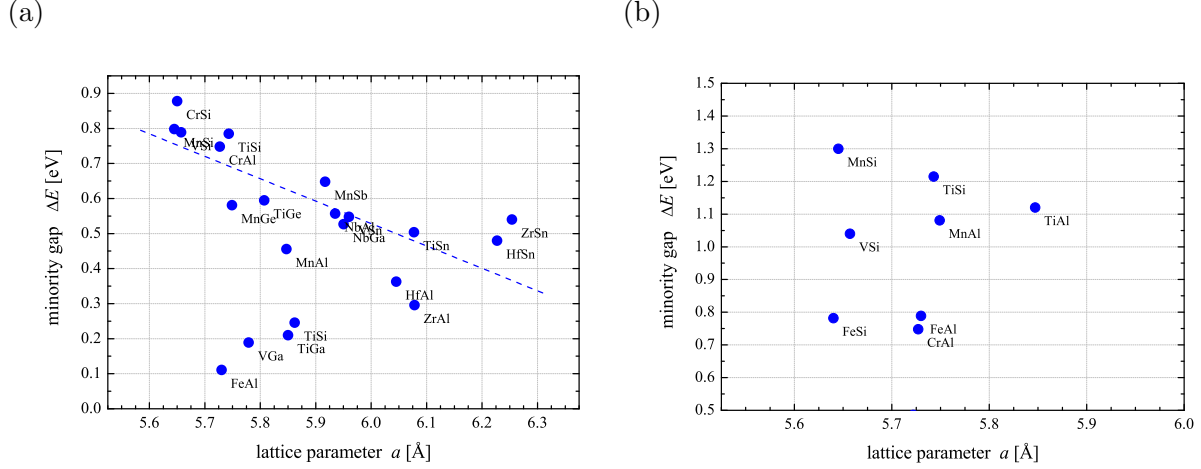 (a)
(b)
minority gap ΔE [eV]
0.9
0.8
0.7
0.6
0.5
0.4
0.3
0.2
0.1
0.0
CrSi
MnSi
VSi
TiSi
CrAl
MnSb
MnGe
TiGe
NbAl
VSn
NbGa
TiSn
ZrSn
HfSn
MnAl
HfAl
ZrAl
TiSi
TiGa
VGa
FeAl
5.6 5.7 5.8 5.9 6.0 6.1 6.2 6.3
lattice parameter a [Å]
minority gap ΔE [eV]
1.5
1.4
1.3
1.2
1.1
1.0
0.9
0.8
0.7
0.6
0.5
MnSi
TiSi
TiAl
MnAl
VSi
FeSi
FeAl
CrAl
5.6 5.7 5.8 5.9 6.0
lattice parameter a [Å]